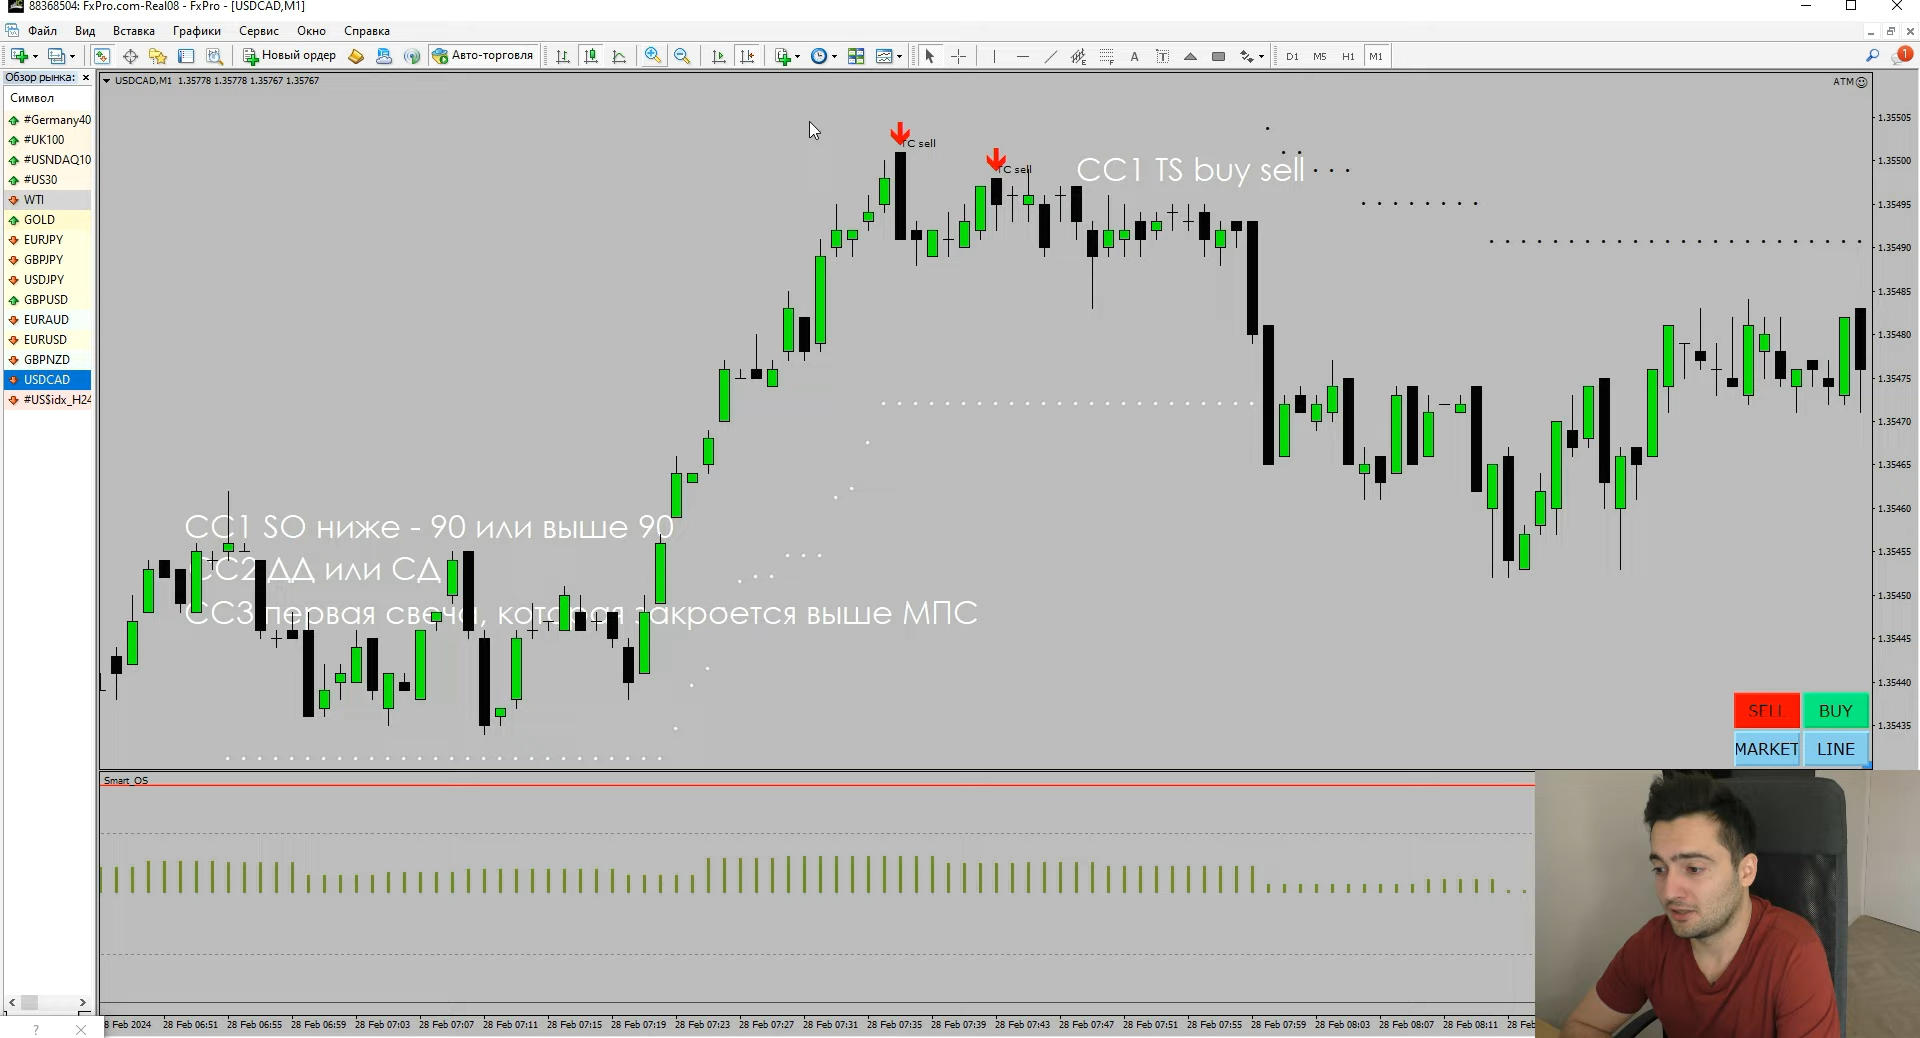 88368504: FxPro.com-Real08 - FxPro - [USDCAD,M1]
Файл Вид Вставка Графики Сервис Окно Справка
Новый ордер Авто-торговля A T D1 M5 H1 M1 1
Обзор рынка:
Символ
#Germany40
#UK100
#USNDAQ10
#US30
WTI
GOLD
EURJPY
GBPJPY
USDJPY
GBPUSD
EURAUD
EURUSD
GBPNZD
USDCAD
#US$idx_H24
USDCAD,M1 1.35778 1.35778 1.35767 1.35767
ATM
TC sell
TC sell
CC1 TS buy sell
CC1 SO ниже - 90 или выше 90
CC2 ДД или СД
CC3 первая свеча, которая закроется выше МПС
1.35505
1.35500
1.35495
1.35490
1.35485
1.35480
1.35475
1.35470
1.35465
1.35460
1.35455
1.35450
1.35445
1.35440
1.35435
SELL BUY
MARKET LINE
Smart_OS
8 Feb 2024 28 Feb 06:51 28 Feb 06:55 28 Feb 06:59 28 Feb 07:03 28 Feb 07:07 28 Feb 07:11 28 Feb 07:15 28 Feb 07:19 28 Feb 07:23 28 Feb 07:27 28 Feb 07:31 28 Feb 07:35 28 Feb 07:39 28 Feb 07:43 28 Feb 07:47 28 Feb 07:51 28 Feb 07:55 28 Feb 07:59 28 Feb 08:03 28 Feb 08:07 28 Feb 08:11 28 Feb